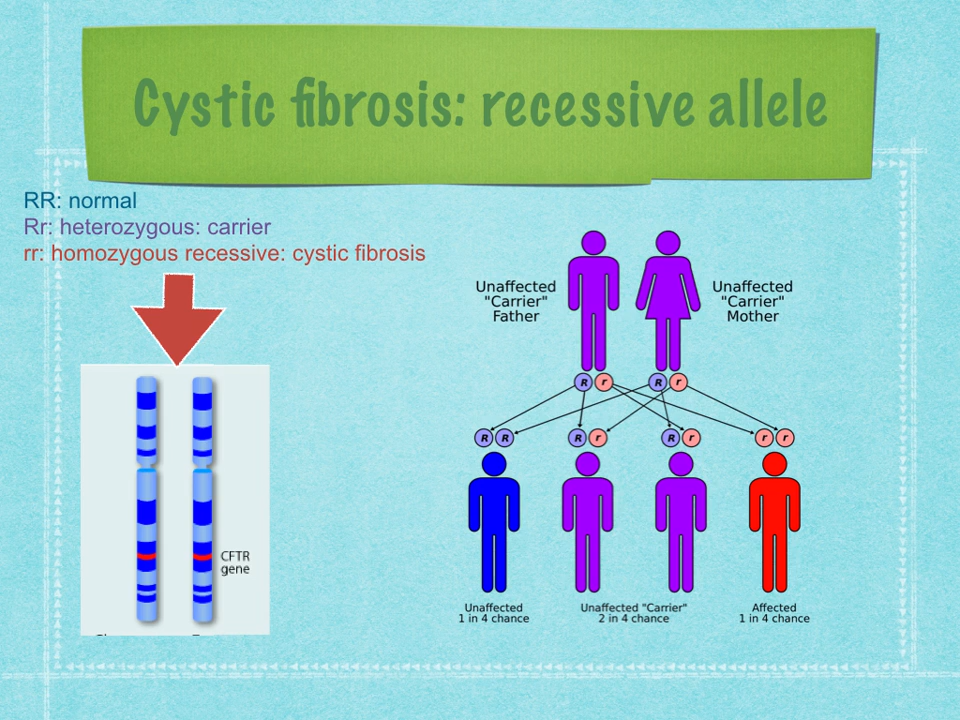 Cystic fibrosis: recessive allele
RR: normal
Rr: heterozygous: carrier
rr: homozygous recessive: cystic fibrosis
Unaffected
"Carrier"
Father
Unaffected
"Carrier"
Mother
R r R r
R R R r R r r r
CFTR
gene
Unaffected
1 in 4 chance
Unaffected "Carrier"
2 in 4 chance
Affected
1 in 4 chance